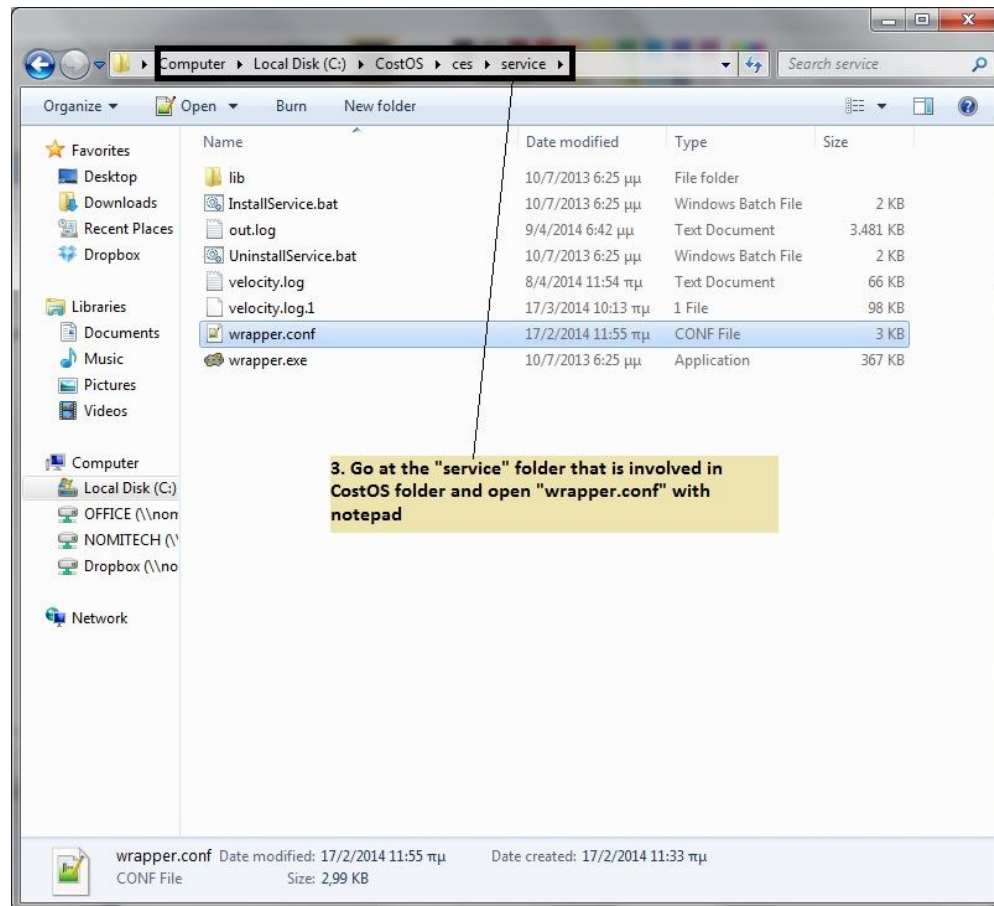 Computer ▸ Local Disk (C:) ▸ CostOS ▸ ces ▸ service ▸
Search service
Organize Open Burn New folder
Name Date modified Type Size
Favorites
Desktop
Downloads
Recent Places
Dropbox
Libraries
Documents
Music
Pictures
Videos
Computer
Local Disk (C:)
OFFICE (\\nom
NOMITECH (\\
Dropbox (\\no
Network
lib 10/7/2013 6:25 μμ File folder
InstallService.bat 10/7/2013 6:25 μμ Windows Batch File 2 KB
out.log 9/4/2014 6:42 μμ Text Document 3.481 KB
UninstallService.bat 10/7/2013 6:25 μμ Windows Batch File 2 KB
velocity.log 8/4/2014 11:54 πμ Text Document 66 KB
velocity.log.1 17/3/2014 10:13 πμ 1 File 98 KB
wrapper.conf 17/2/2014 11:55 πμ CONF File 3 KB
wrapper.exe 10/7/2013 6:25 μμ Application 367 KB
3. Go at the "service" folder that is involved in
CostOS folder and open "wrapper.conf" with
notepad
wrapper.conf Date modified: 17/2/2014 11:55 πμ Date created: 17/2/2014 11:33 πμ
CONF File Size: 2,99 KB